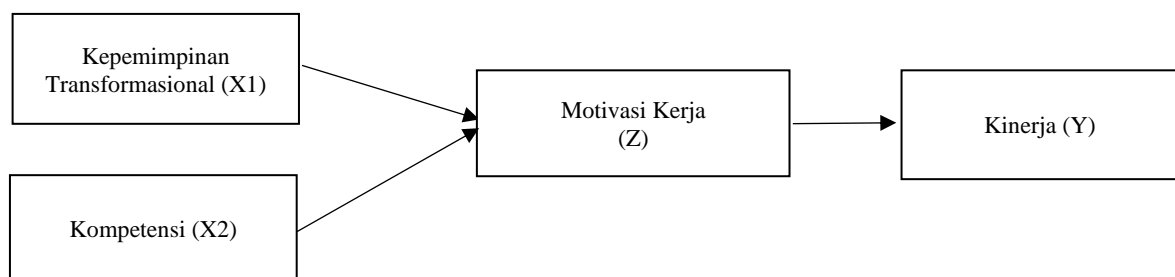 Kepemimpinan
Transformasional (X1)
Motivasi Kerja
(Z)
Kinerja (Y)
Kompetensi (X2)